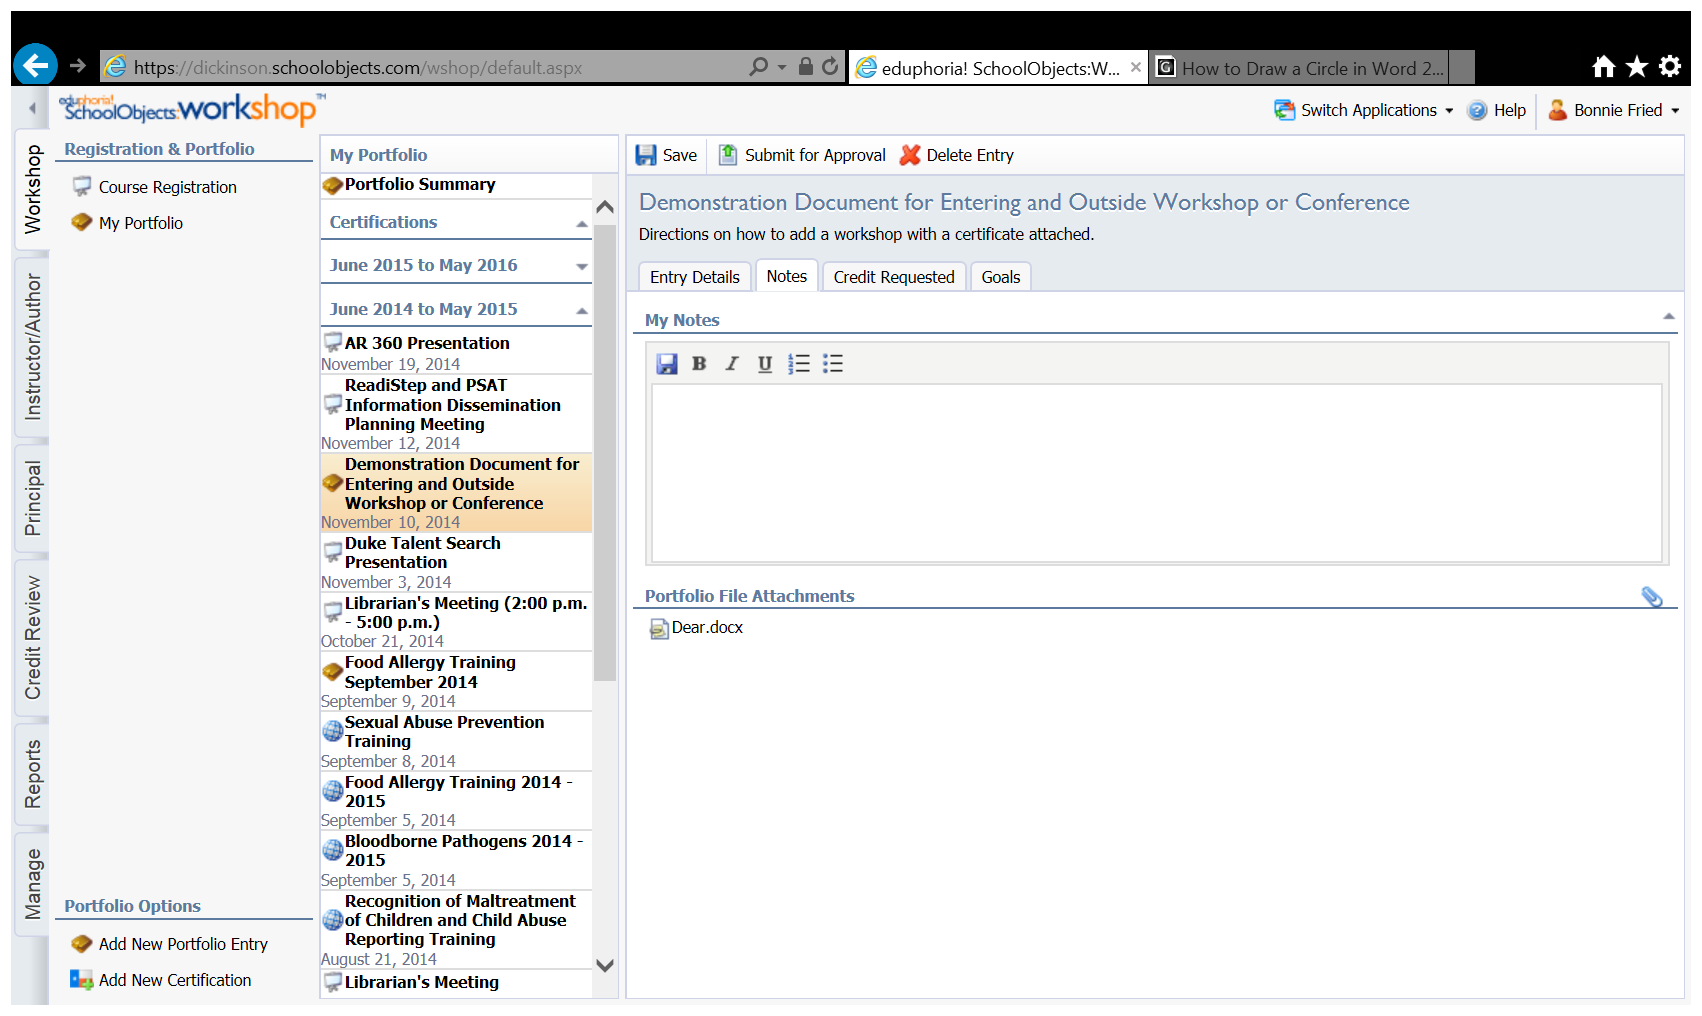 https://dickinson.schoolobjects.com/wshop/default.aspx
eduphoria! SchoolObjects:W...
How to Draw a Circle in Word 2...
eduphoria!
SchoolObjects:workshop™
Switch Applications
Help
Bonnie Fried
Workshop
Instructor/Author
Principal
Credit Review
Reports
Manage
Registration & Portfolio
Course Registration
My Portfolio
Portfolio Options
Add New Portfolio Entry
Add New Certification
My Portfolio
Portfolio Summary
Certifications
June 2015 to May 2016
June 2014 to May 2015
AR 360 Presentation
November 19, 2014
ReadiStep and PSAT
Information Dissemination
Planning Meeting
November 12, 2014
Demonstration Document for
Entering and Outside
Workshop or Conference
November 10, 2014
Duke Talent Search
Presentation
November 3, 2014
Librarian's Meeting (2:00 p.m.
- 5:00 p.m.)
October 21, 2014
Food Allergy Training
September 2014
September 9, 2014
Sexual Abuse Prevention
Training
September 8, 2014
Food Allergy Training 2014 -
2015
September 5, 2014
Bloodborne Pathogens 2014 -
2015
September 5, 2014
Recognition of Maltreatment
of Children and Child Abuse
Reporting Training
August 21, 2014
Librarian's Meeting
Save
Submit for Approval
Delete Entry
Demonstration Document for Entering and Outside Workshop or Conference
Directions on how to add a workshop with a certificate attached.
Entry Details
Notes
Credit Requested
Goals
My Notes
B I U
Portfolio File Attachments
Dear.docx